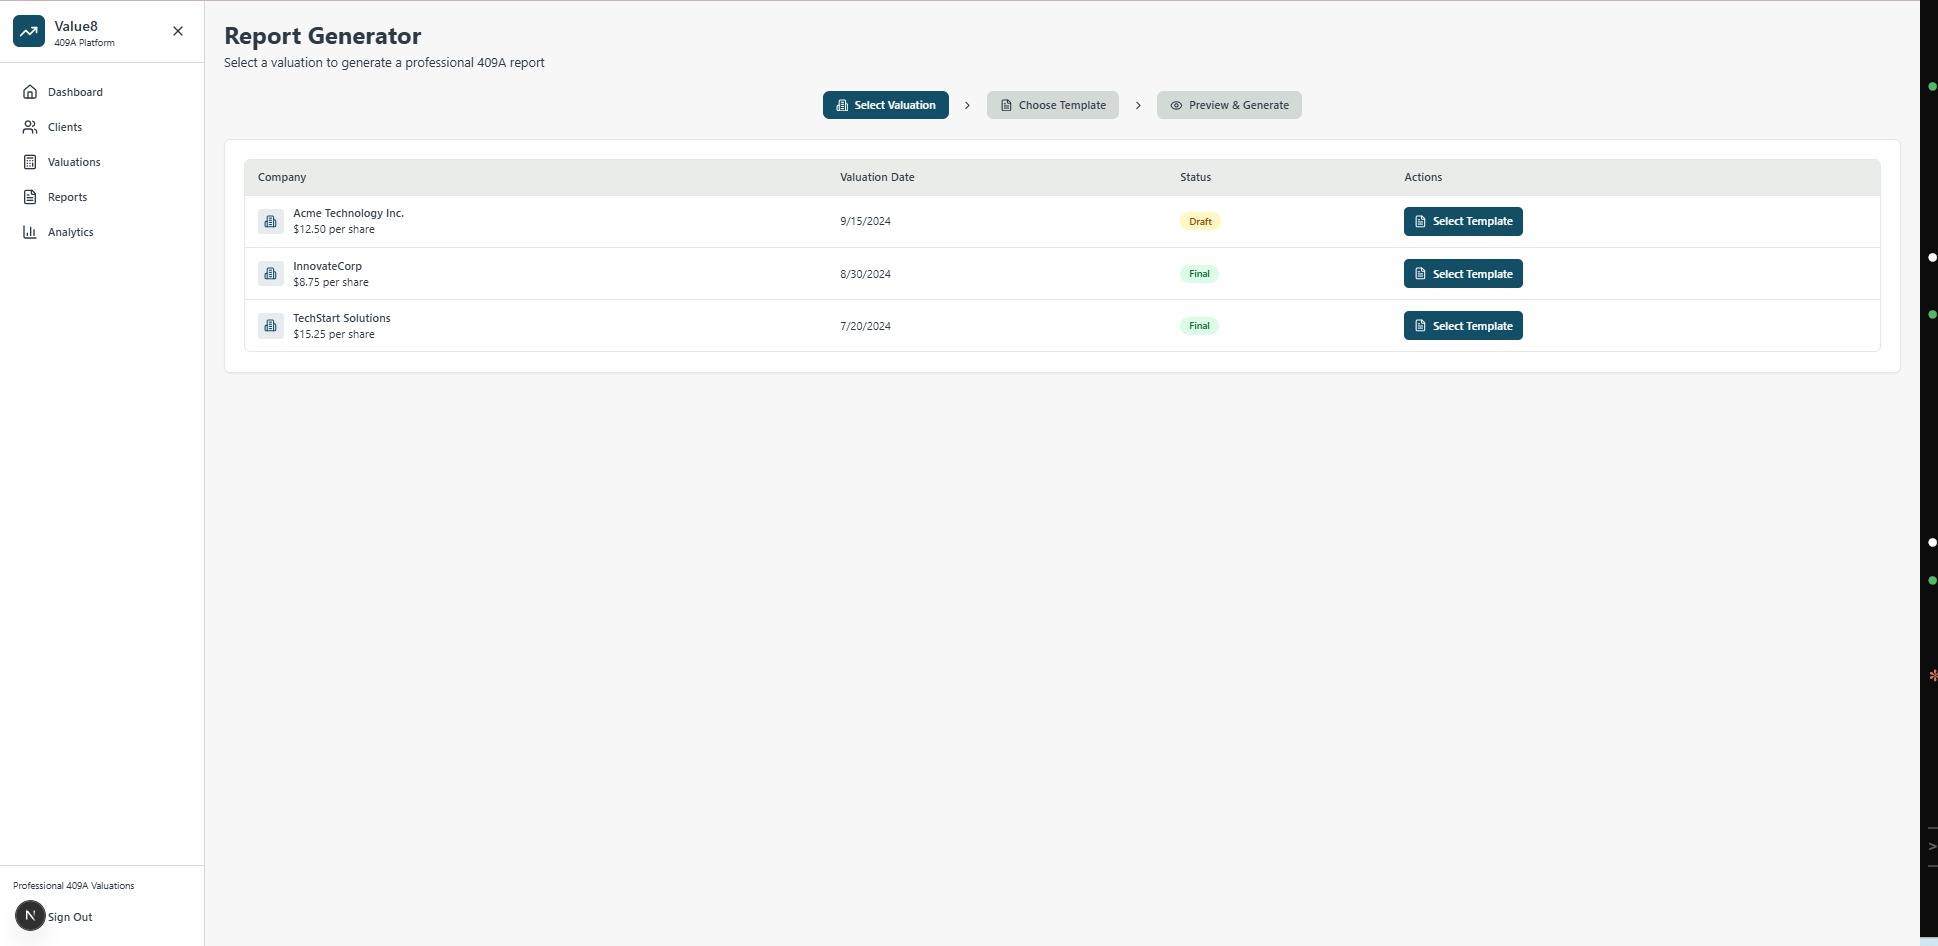 Value8
409A Platform
Dashboard
Clients
Valuations
Reports
Analytics
Professional 409A Valuations
N
Sign Out
Report Generator
Select a valuation to generate a professional 409A report
Select Valuation > Choose Template > Preview & Generate
Company Valuation Date Status Actions
Acme Technology Inc.
$12.50 per share
9/15/2024 Draft Select Template
InnovateCorp
$8.75 per share
8/30/2024 Final Select Template
TechStart Solutions
$15.25 per share
7/20/2024 Final Select Template